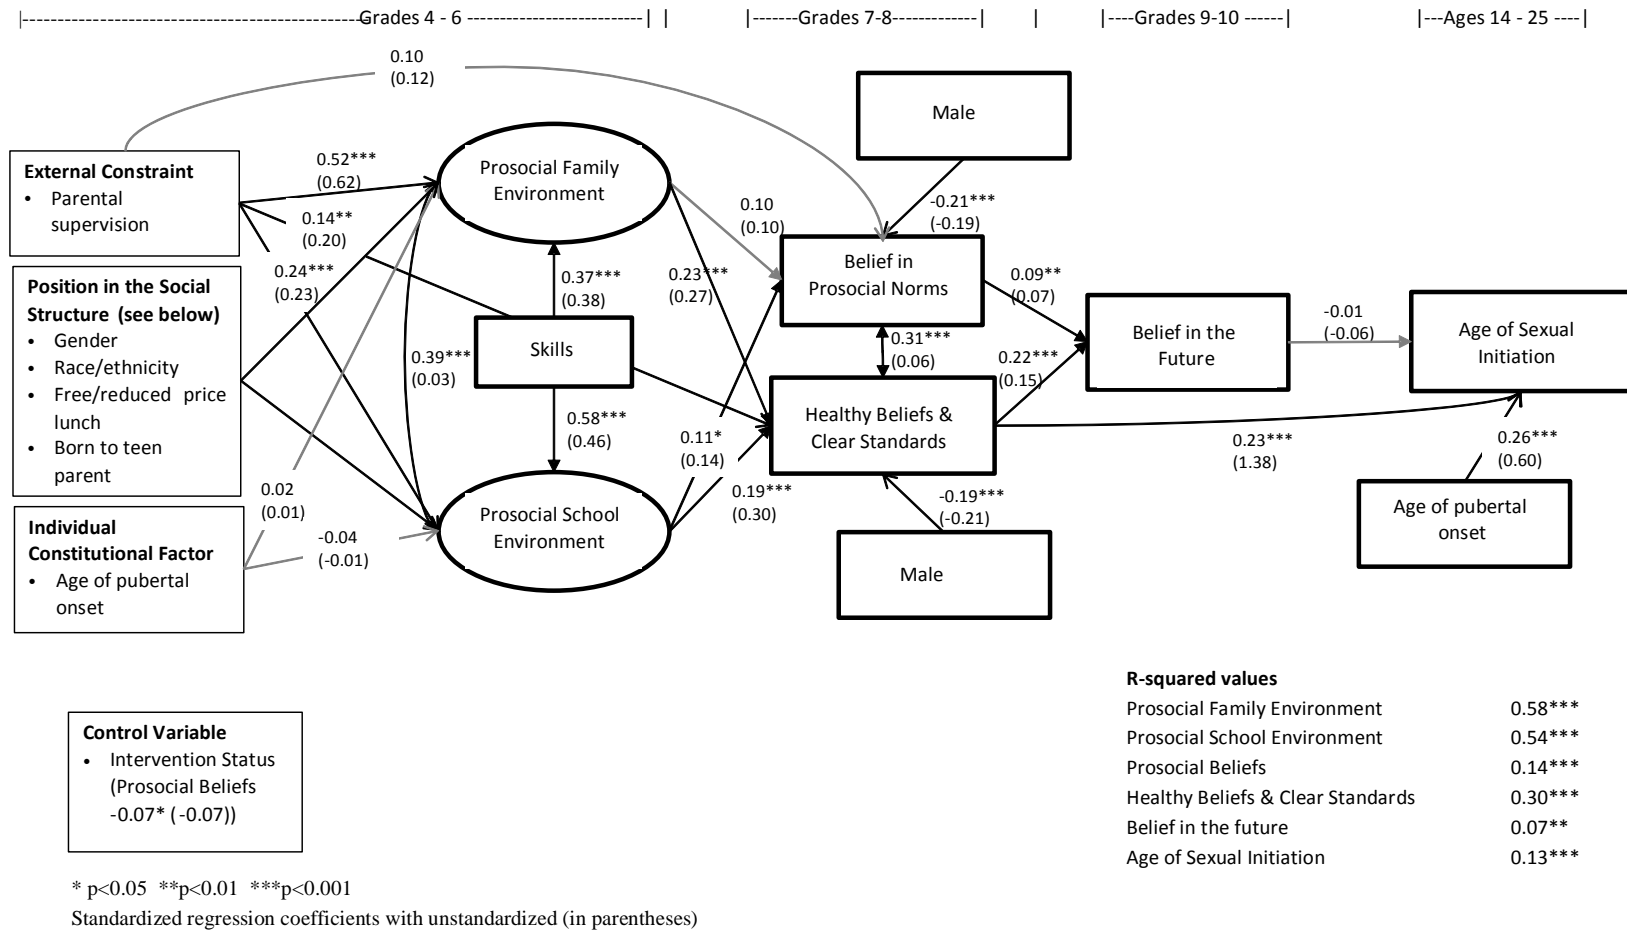 |-----------------------------------------------Grades 4 - 6 ------------------------| |
|-------Grades 7-8-------------|
|
|----Grades 9-10 ------|
|---Ages 14 - 25 ----|
0.10
(0.12)
Male
External Constraint
• Parental
supervision
0.52***
(0.62)
Prosocial Family
Environment
0.14**
(0.20)
0.10
(0.10)
-0.21***
(-0.19)
Position in the Social
Structure (see below)
• Gender
• Race/ethnicity
• Free/reduced price
lunch
• Born to teen
parent
0.24***
(0.23)
0.37***
(0.38)
0.23***
(0.27)
Belief in
Prosocial Norms
0.09**
(0.07)
Skills
0.39***
(0.03)
0.31***
(0.06)
0.22***
(0.15)
Belief in the
Future
-0.01
(-0.06)
Age of Sexual
Initiation
0.58***
(0.46)
0.11*
(0.14)
Healthy Beliefs &
Clear Standards
0.23***
(1.38)
0.26***
(0.60)
0.02
(0.01)
0.19***
(0.30)
-0.19***
(-0.21)
Individual
Constitutional Factor
• Age of pubertal
onset
-0.04
(-0.01)
Prosocial School
Environment
Male
Age of pubertal
onset
Control Variable
• Intervention Status
(Prosocial Beliefs
-0.07* (-0.07))
R-squared values
Prosocial Family Environment 0.58***
Prosocial School Environment 0.54***
Prosocial Beliefs 0.14***
Healthy Beliefs & Clear Standards 0.30***
Belief in the future 0.07**
Age of Sexual Initiation 0.13***
* p<0.05 **p<0.01 ***p<0.001
Standardized regression coefficients with unstandardized (in parentheses)